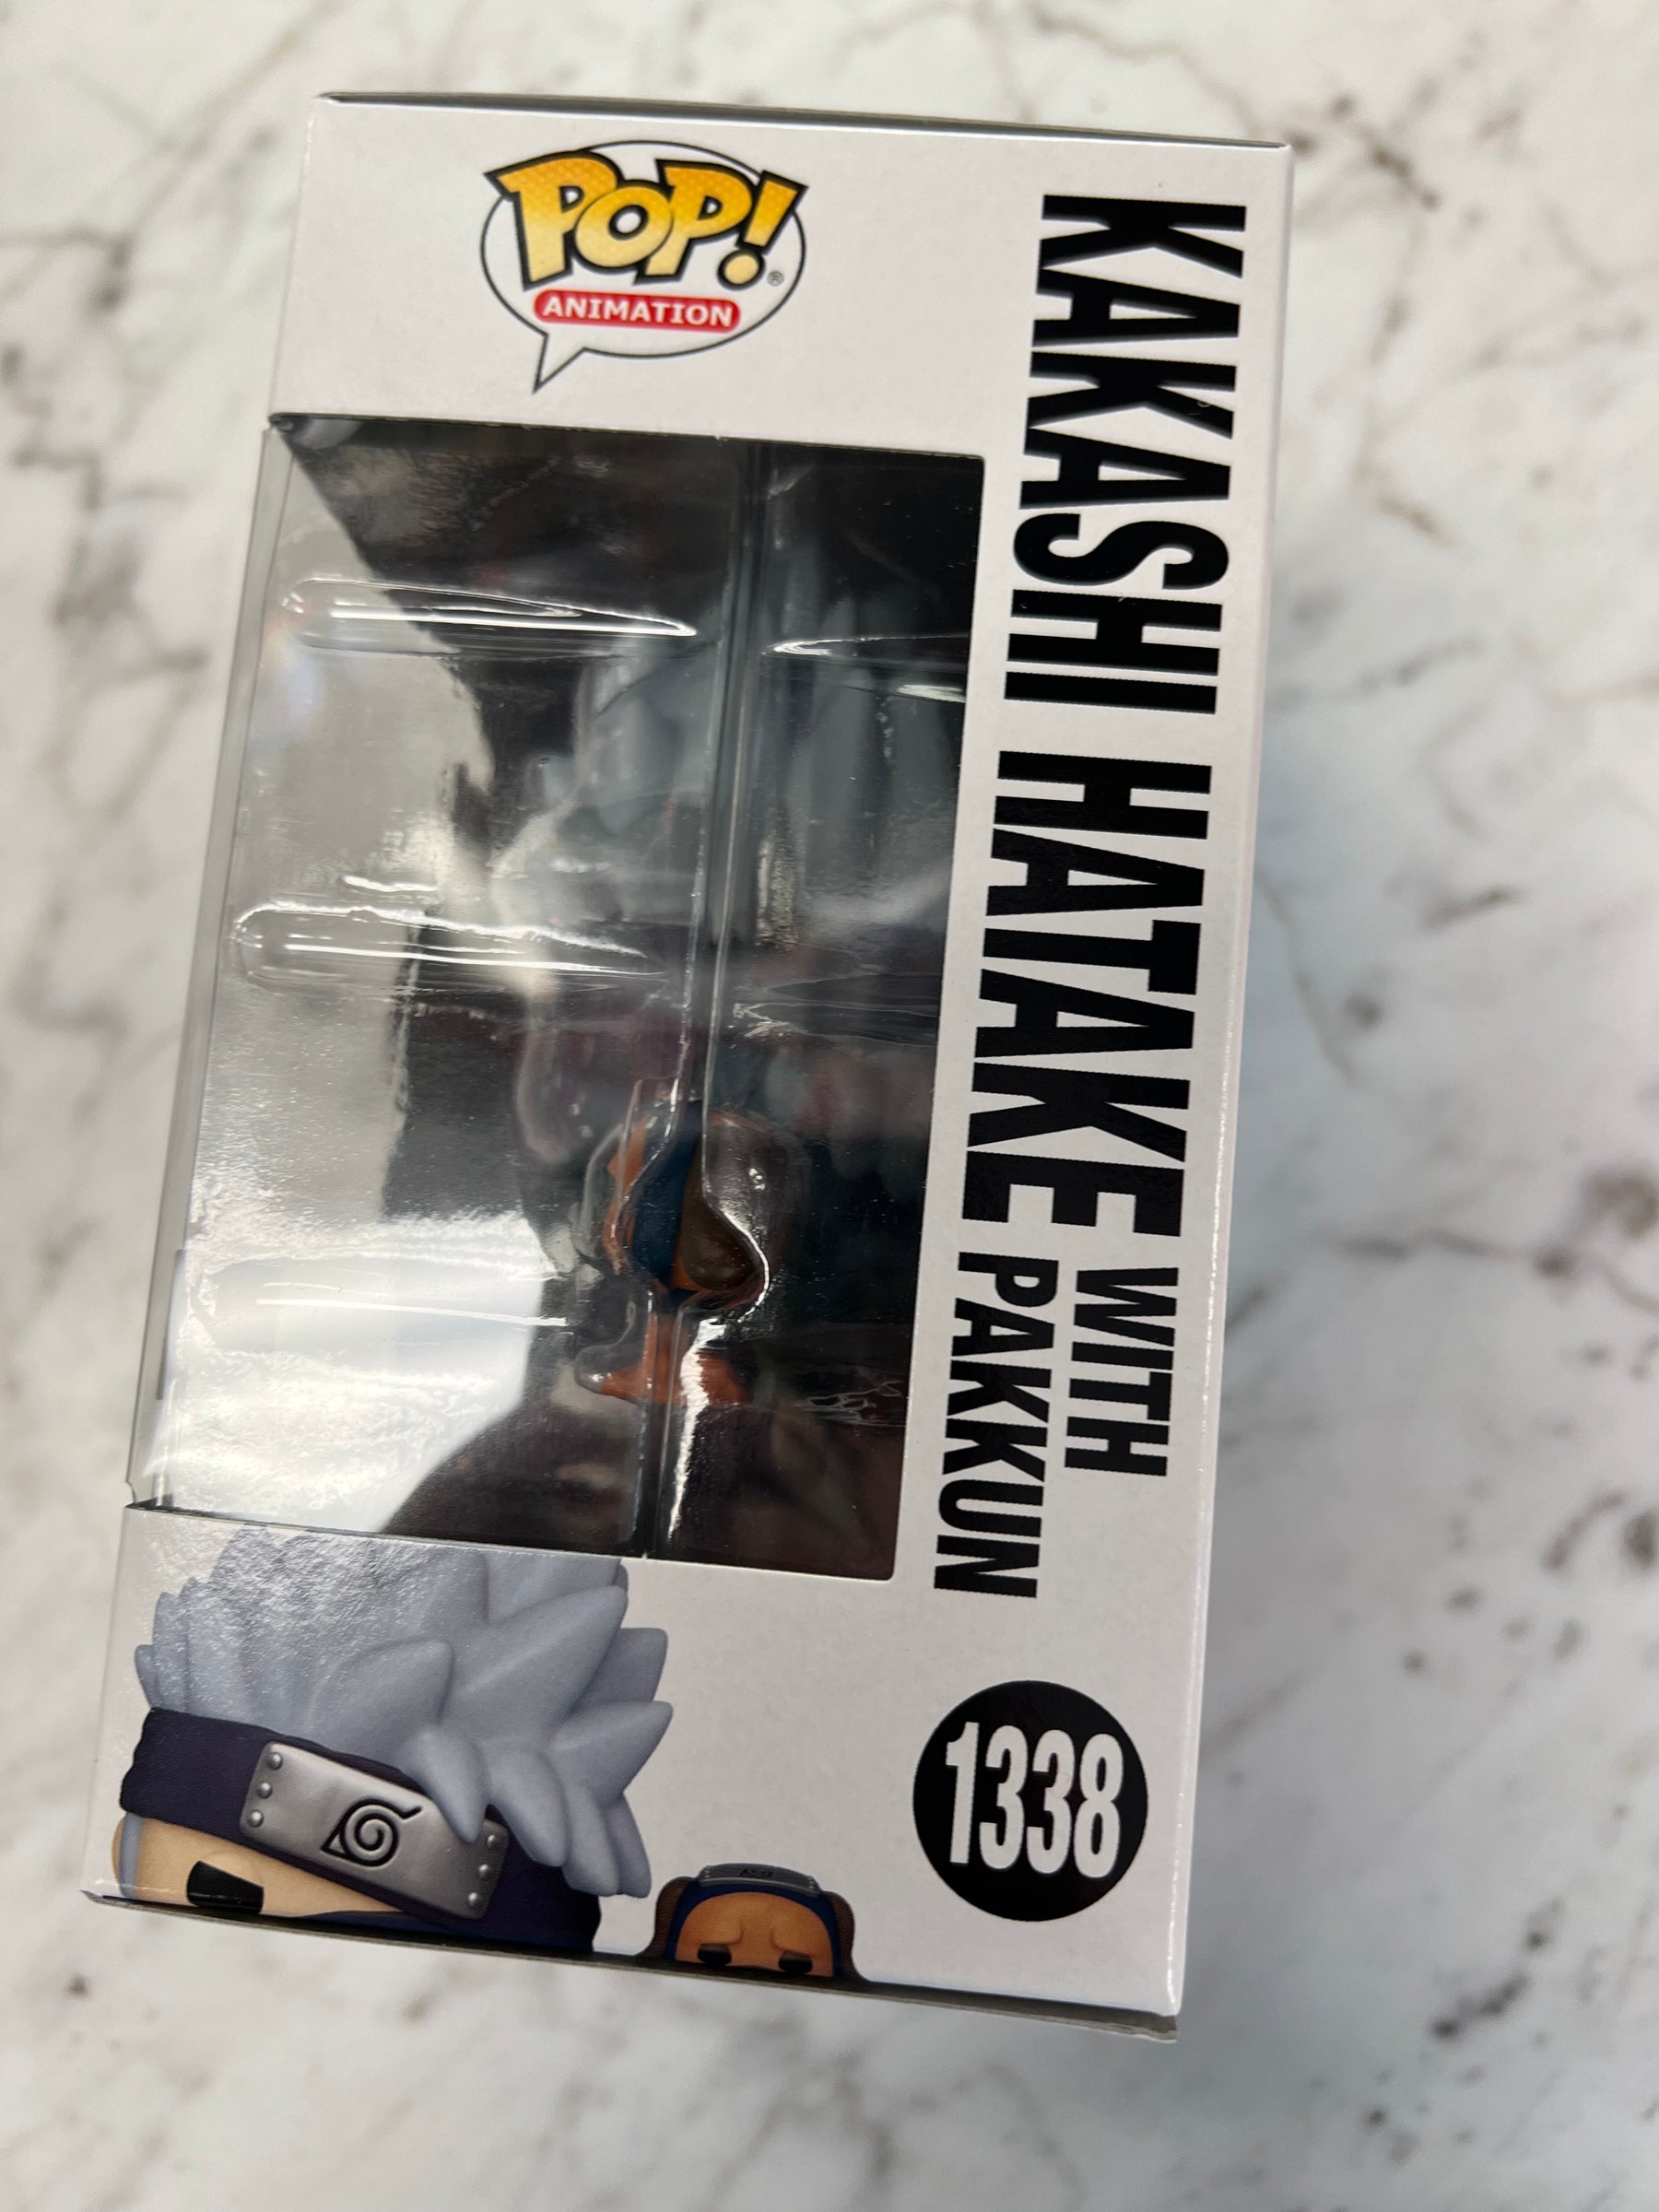 POP!®
ANIMATION
KAKASHI HATAKE WITH
PAKKUN
1338